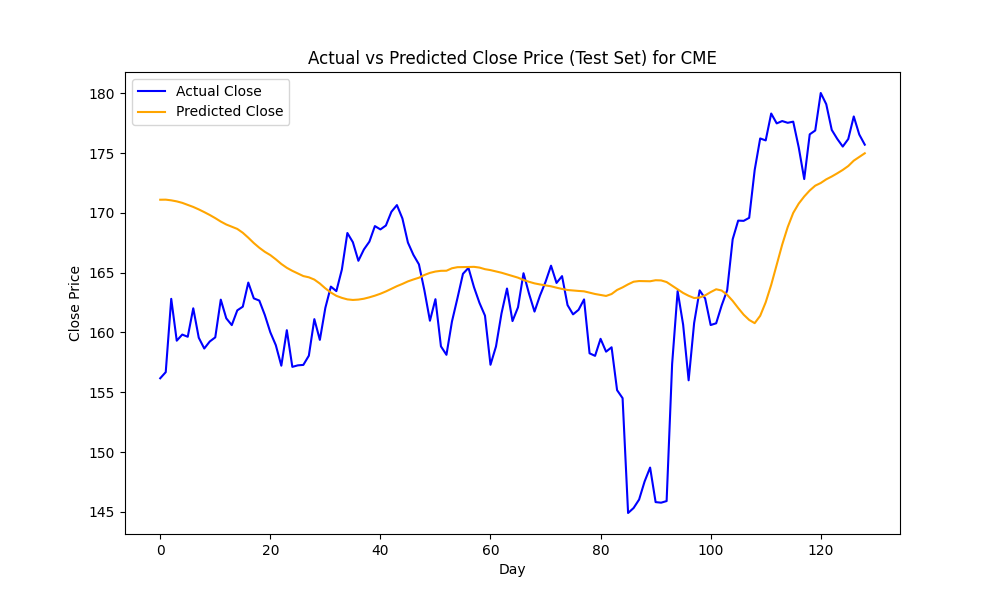 Actual vs Predicted Close Price (Test Set) for CME
Actual Close
Predicted Close
180
175
170
165
160
155
150
145
Close Price
0 20 40 60 80 100 120
Day